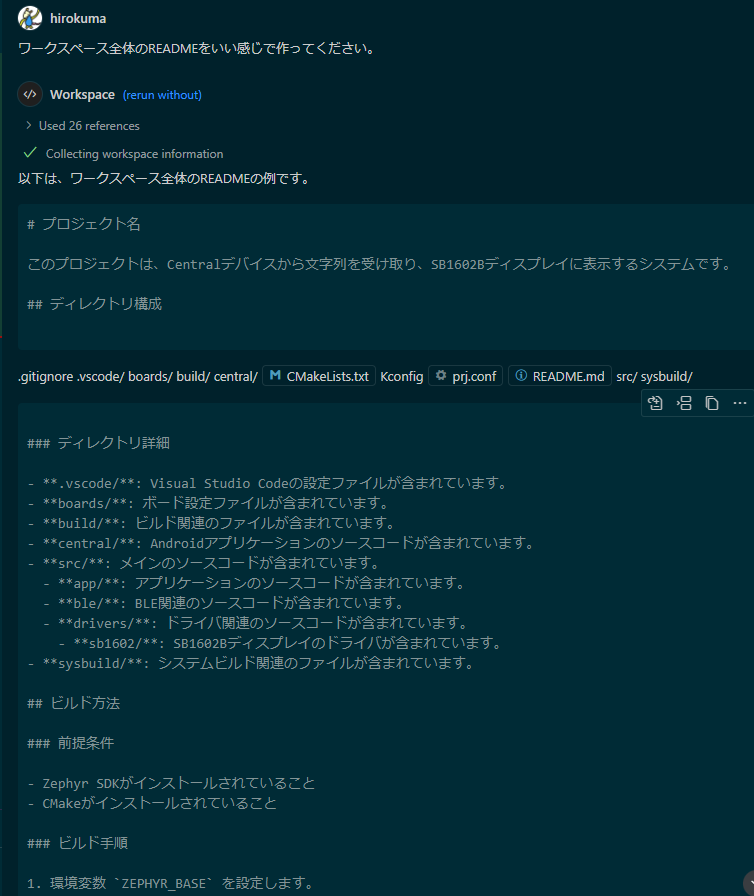 hirokuma
ワークスペース全体のREADMEをいい感じで作ってください。
Workspace (rerun without)
Used 26 references
Collecting workspace information
以下は、ワークスペース全体のREADMEの例です。
# プロジェクト名
このプロジェクトは、Centralデバイスから文字列を受け取り、SB1602Bディスプレイに表示するシステムです。
## ディレクトリ構成
.gitignore .vscode/ boards/ build/ central/ CMakeLists.txt Kconfig prj.conf README.md src/ sysbuild/
### ディレクトリ詳細
- **.vscode/**: Visual Studio Codeの設定ファイルが含まれています。
- **boards/**: ボード設定ファイルが含まれています。
- **build/**: ビルド関連のファイルが含まれています。
- **central/**: Androidアプリケーションのソースコードが含まれています。
- **src/**: メインのソースコードが含まれています。
- **app/**: アプリケーションのソースコードが含まれています。
- **ble/**: BLE関連のソースコードが含まれています。
- **drivers/**: ドライバ関連のソースコードが含まれています。
- **sb1602/**: SB1602Bディスプレイのドライバが含まれています。
- **sysbuild/**: システムビルド関連のファイルが含まれています。
## ビルド方法
### 前提条件
- Zephyr SDKがインストールされていること
- CMakeがインストールされていること
### ビルド手順
1. 環境変数 `ZEPHYR_BASE` を設定します。